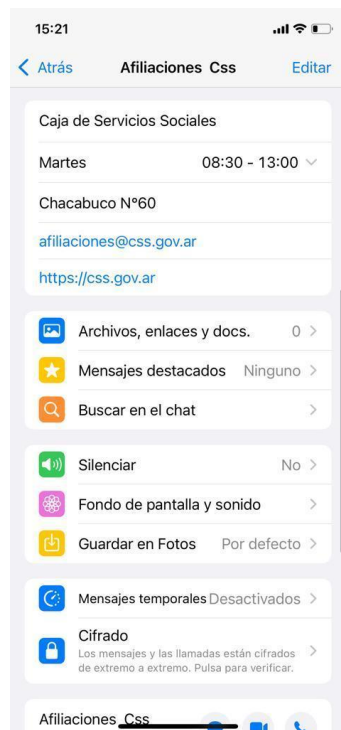 15:21
Atrás Afiliaciones Css Editar
Caja de Servicios Sociales
Martes 08:30 - 13:00
Chacabuco Nº60
afiliaciones@css.gov.ar
https://css.gov.ar
Archivos, enlaces y docs. 0
Mensajes destacados Ninguno
Buscar en el chat
Silenciar No
Fondo de pantalla y sonido
Guardar en Fotos Por defecto
Mensajes temporales Desactivados
Cifrado
Los mensajes y las llamadas están cifrados
de extremo a extremo. Pulsa para verificar.
Afiliaciones Css